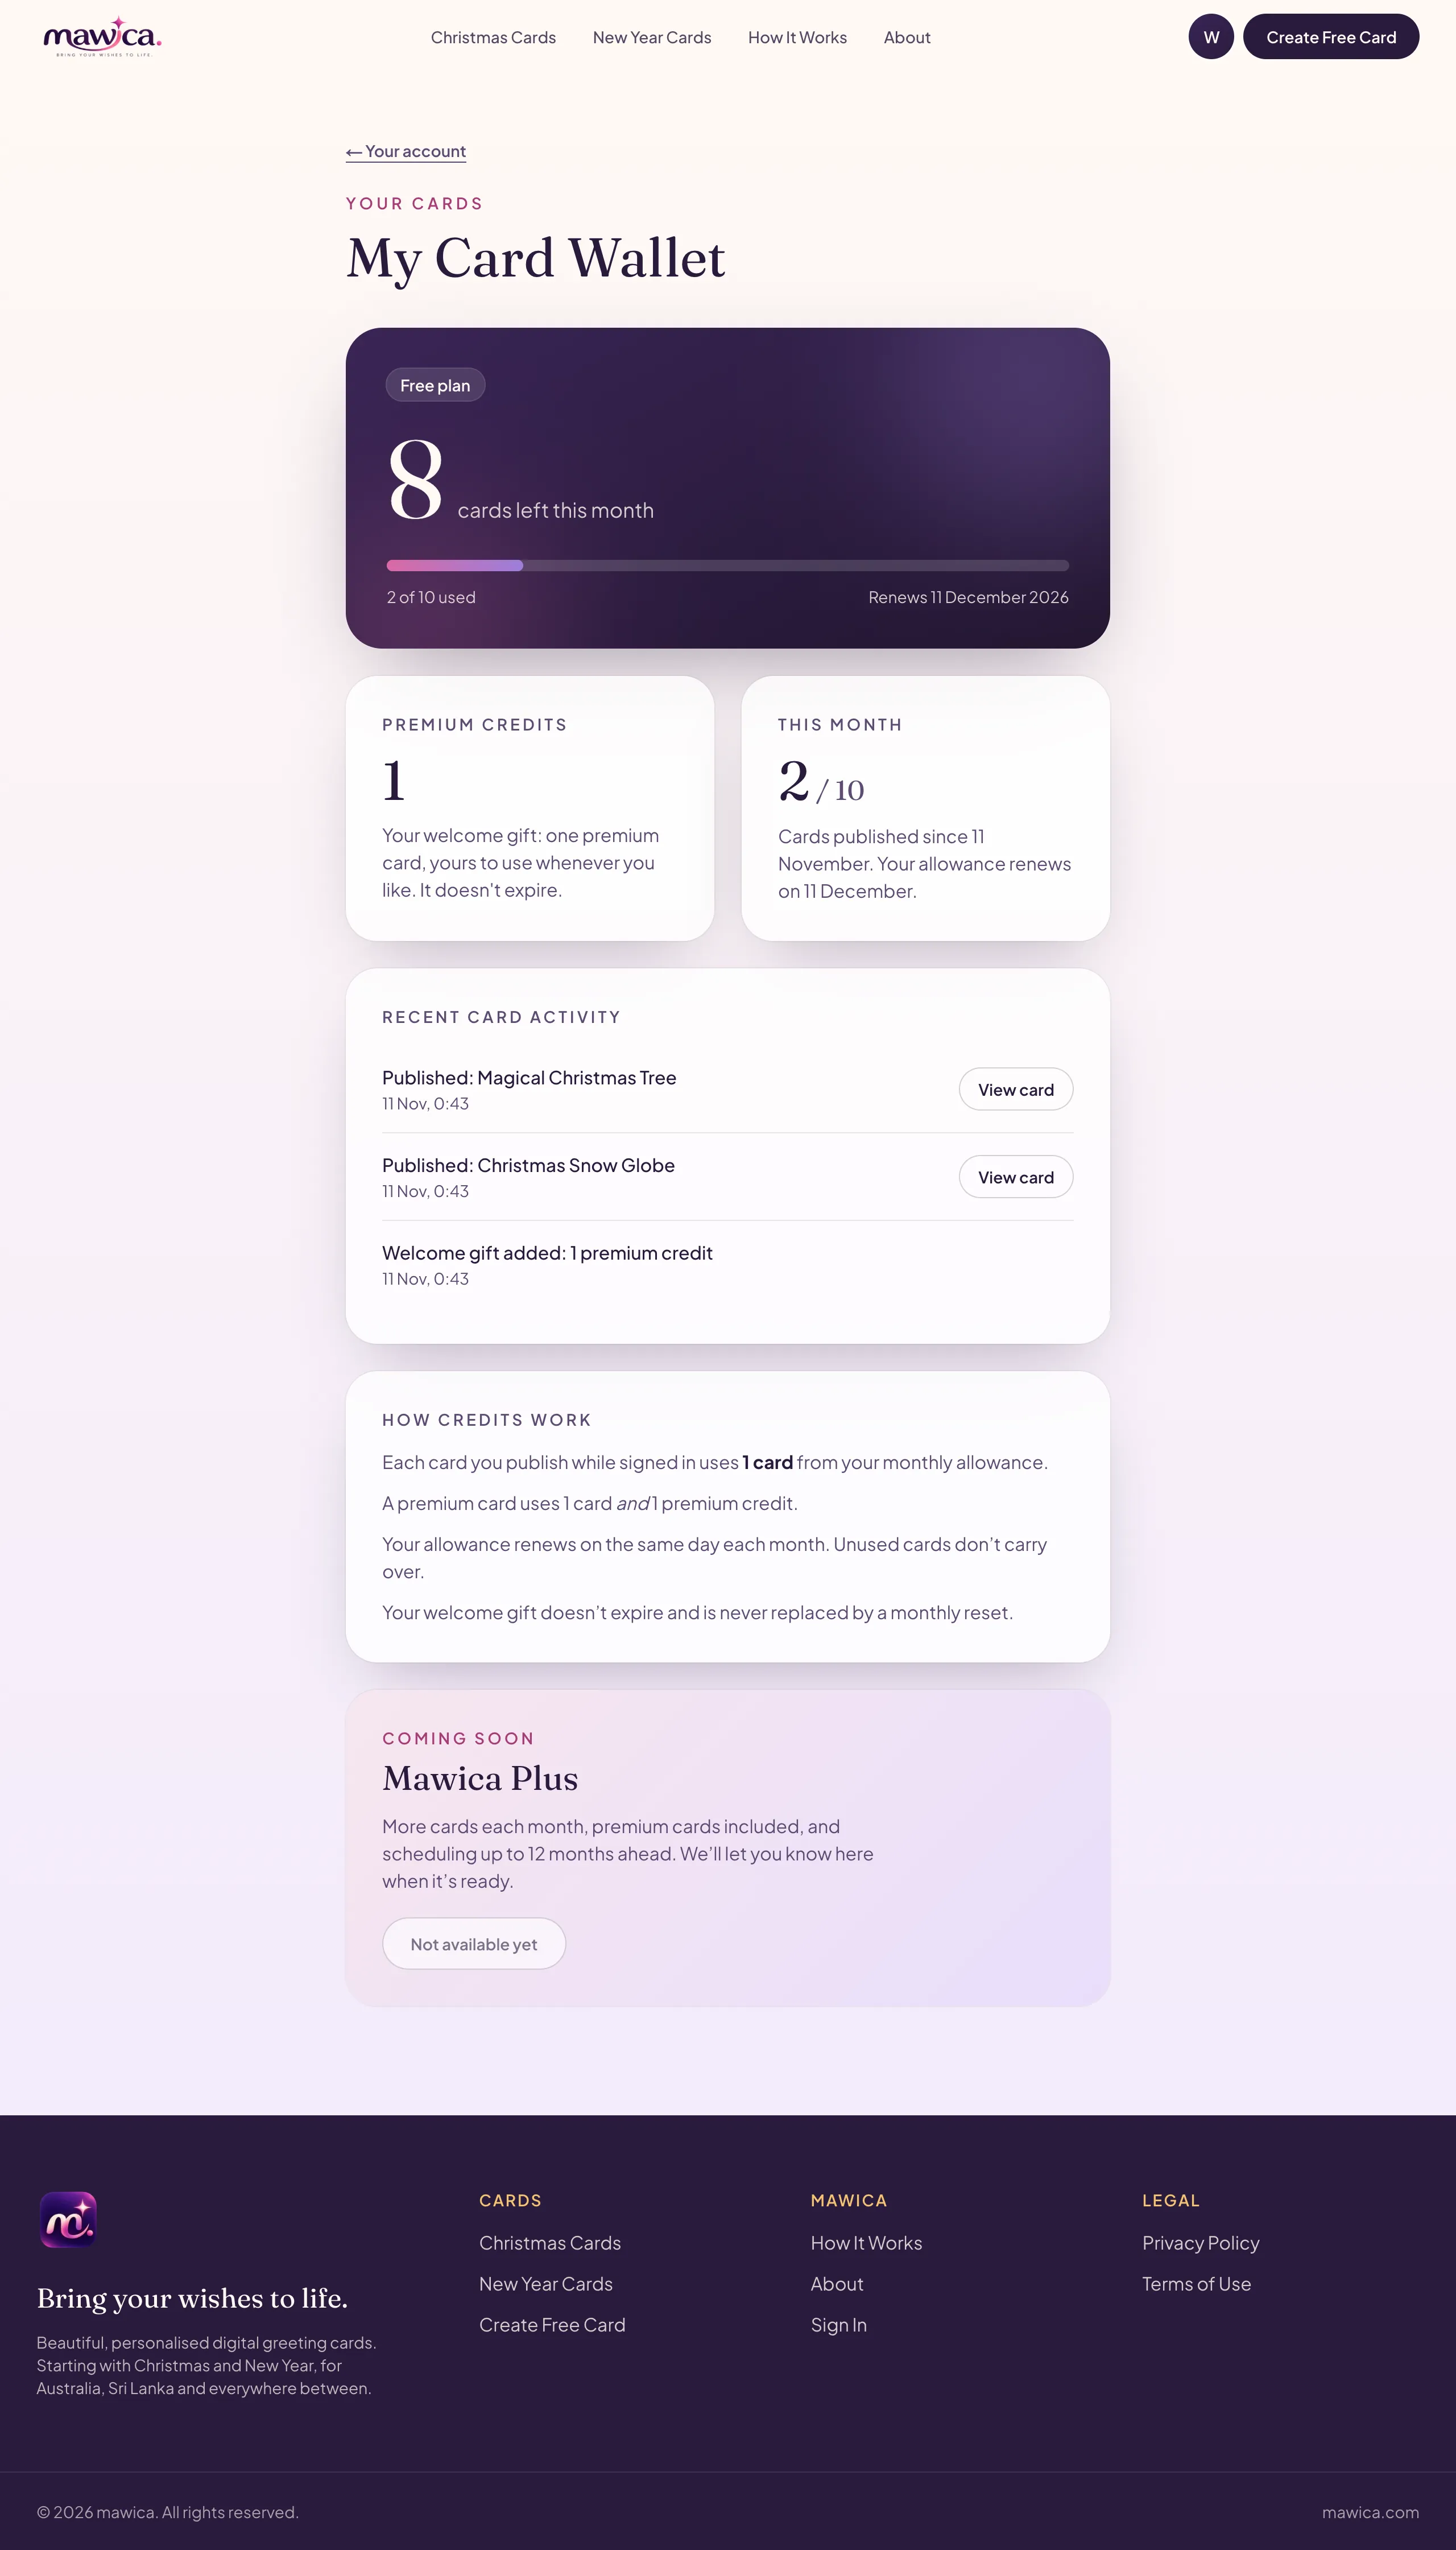 mawica.
BRING YOUR WISHES TO LIFE.
Christmas Cards
New Year Cards
How It Works
About
W
Create Free Card
← Your account
YOUR CARDS
My Card Wallet
Free plan
8 cards left this month
2 of 10 used
Renews 11 December 2026
PREMIUM CREDITS
1
Your welcome gift: one premium
card, yours to use whenever you
like. It doesn't expire.
THIS MONTH
2 / 10
Cards published since 11
November. Your allowance renews
on 11 December.
RECENT CARD ACTIVITY
Published: Magical Christmas Tree
11 Nov, 0:43
View card
Published: Christmas Snow Globe
11 Nov, 0:43
View card
Welcome gift added: 1 premium credit
11 Nov, 0:43
HOW CREDITS WORK
Each card you publish while signed in uses 1 card from your monthly allowance.
A premium card uses 1 card and 1 premium credit.
Your allowance renews on the same day each month. Unused cards don’t carry
over.
Your welcome gift doesn’t expire and is never replaced by a monthly reset.
COMING SOON
Mawica Plus
More cards each month, premium cards included, and
scheduling up to 12 months ahead. We’ll let you know here
when it’s ready.
Not available yet
m.
Bring your wishes to life.
Beautiful, personalised digital greeting cards.
Starting with Christmas and New Year, for
Australia, Sri Lanka and everywhere between.
CARDS
Christmas Cards
New Year Cards
Create Free Card
MAWICA
How It Works
About
Sign In
LEGAL
Privacy Policy
Terms of Use
© 2026 mawica. All rights reserved.
mawica.com